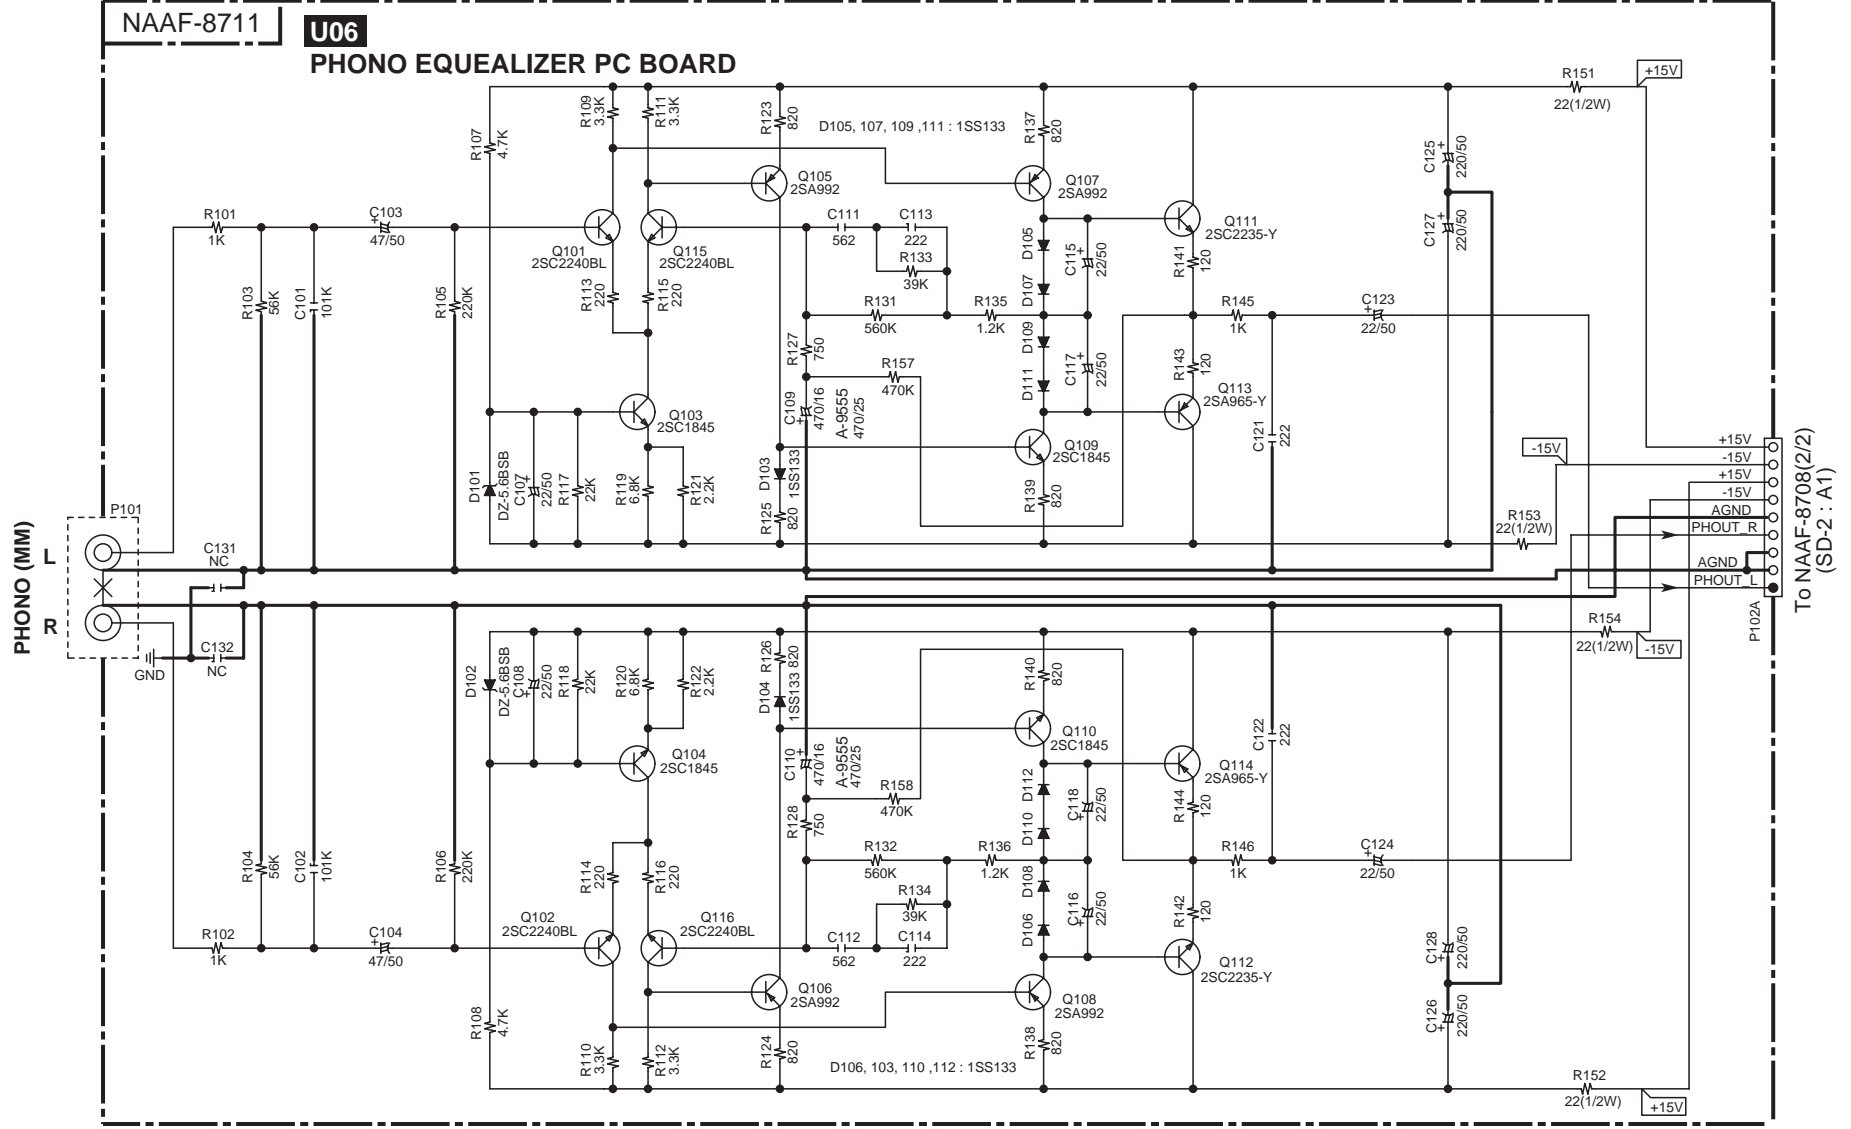 NAAF-8711
U06
PHONO EQUEALIZER PC BOARD
R151
22(1/2W)
+15V
R109
3.3K
R111
3.3K
R123
820
D105, 107, 109 ,111 : 1SS133
R137
820
R107
4.7K
C125
+
220/50
Q105
2SA992
Q107
2SA992
R101
1K
C103
+
47/50
C111
562
C113
222
Q111
2SC2235-Y
C127
+
220/50
Q101
2SC2240BL
Q115
2SC2240BL
R133
39K
D105
C115
+
22/50
R141
120
R103
56K
C101
101K
R105
220K
R113
220
R115
220
R131
560K
R135
1.2K
D107
R145
1K
C123
+
22/50
R127
750
D109
R157
470K
D111
C117
+
22/50
R143
120
Q113
2SA965-Y
C109
+
470/16
A-9555
470/25
Q103
2SC1845
Q109
2SC1845
C121
222
-15V
D101
DZ-5.6BSB
C107
+
22/50
R117
22K
R119
6.8K
R121
2.2K
D103
1SS133
R125
820
R139
820
R153
22(1/2W)
+15V
-15V
+15V
-15V
AGND
PHOUT_R
AGND
PHOUT_L
P102A
To NAAF-8708(2/2)
(SD-2 : A1)
P101
PHONO (MM)
L
R
C131
NC
C132
NC
GND
R154
22(1/2W)
-15V
D102
DZ-5.6BSB
C108
+
22/50
R118
22K
R120
6.8K
R122
2.2K
R126
820
D104
1SS133
R140
820
Q104
2SC1845
C110
+
470/16
A-9555
470/25
Q110
2SC1845
C122
222
Q114
2SA965-Y
R158
470K
D112
C118
+
22/50
R144
120
R128
750
D110
R104
56K
C102
101K
R106
220K
R114
220
R116
220
R132
560K
R136
1.2K
R146
1K
C124
+
22/50
R134
39K
D108
D106
C116
+
22/50
R142
120
R102
1K
C104
+
47/50
Q102
2SC2240BL
Q116
2SC2240BL
C112
562
C114
222
Q112
2SC2235-Y
C128
+
220/50
Q106
2SA992
Q108
2SA992
C126
+
220/50
R108
4.7K
R110
3.3K
R112
3.3K
R124
820
D106, 103, 110 ,112 : 1SS133
R138
820
R152
22(1/2W)
+15V